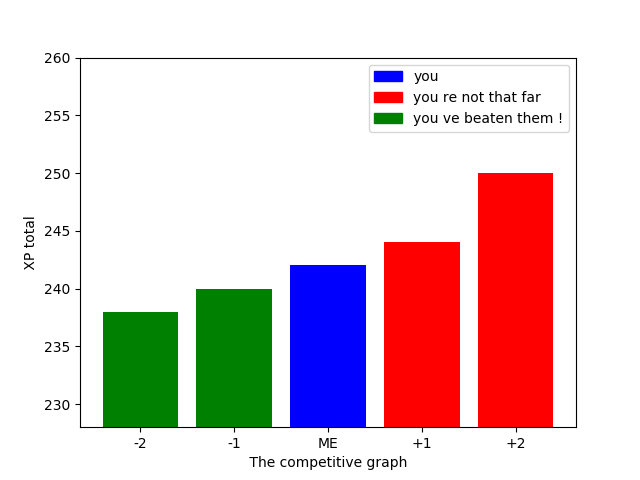 260
255
250
245
240
235
230
XP total
you
you re not that far
you ve beaten them !
-2
-1
ME
+1
+2
The competitive graph